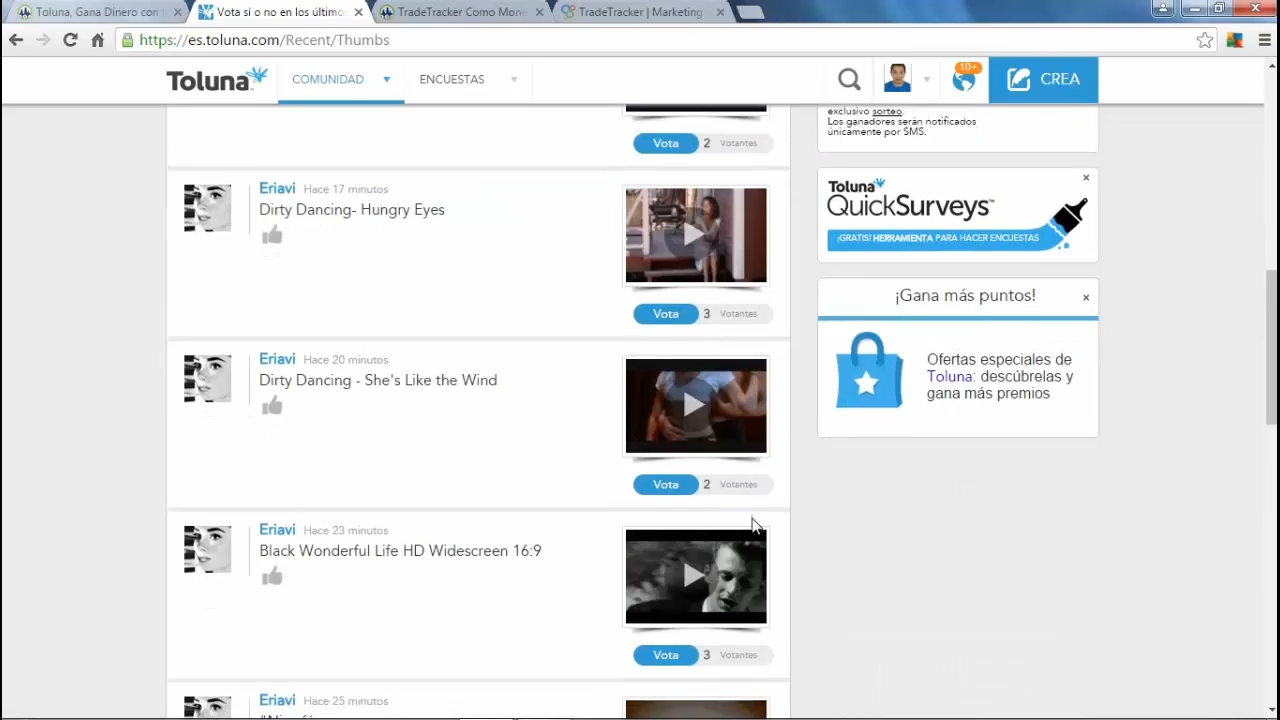 Toluna, Gana Dinero con
Vota sí o no en los último
TradeTracker Como Mone
TradeTracker | Marketing
https://es.toluna.com/Recent/Thumbs
Toluna
COMUNIDAD
ENCUESTAS
10+
CREA
exclusivo sorteo.
Los ganadores serán notificados
únicamente por SMS.
Vota 2 Votantes
Eriavi Hace 17 minutos
Dirty Dancing- Hungry Eyes
Vota 3 Votantes
Toluna
QuickSurveys™
¡GRATIS! HERRAMIENTA PARA HACER ENCUESTAS
¡Gana más puntos!
Ofertas especiales de
Toluna: descúbrelas y
gana más premios
Eriavi Hace 20 minutos
Dirty Dancing - She's Like the Wind
Vota 2 Votantes
Eriavi Hace 23 minutos
Black Wonderful Life HD Widescreen 16:9
Vota 3 Votantes
Eriavi Hace 25 minutos